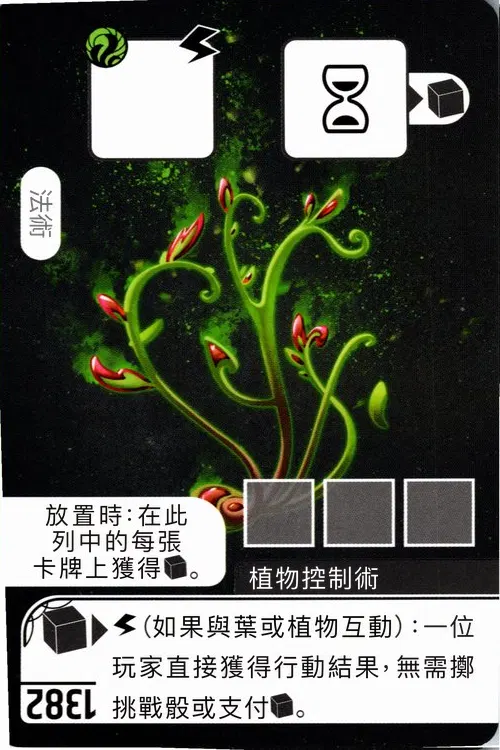 法術
放置時：在此
列中的每張
卡牌上獲得。
植物控制術
(如果與葉或植物互動)：一位
玩家直接獲得行動結果，無需擲
挑戰骰或支付。
1382